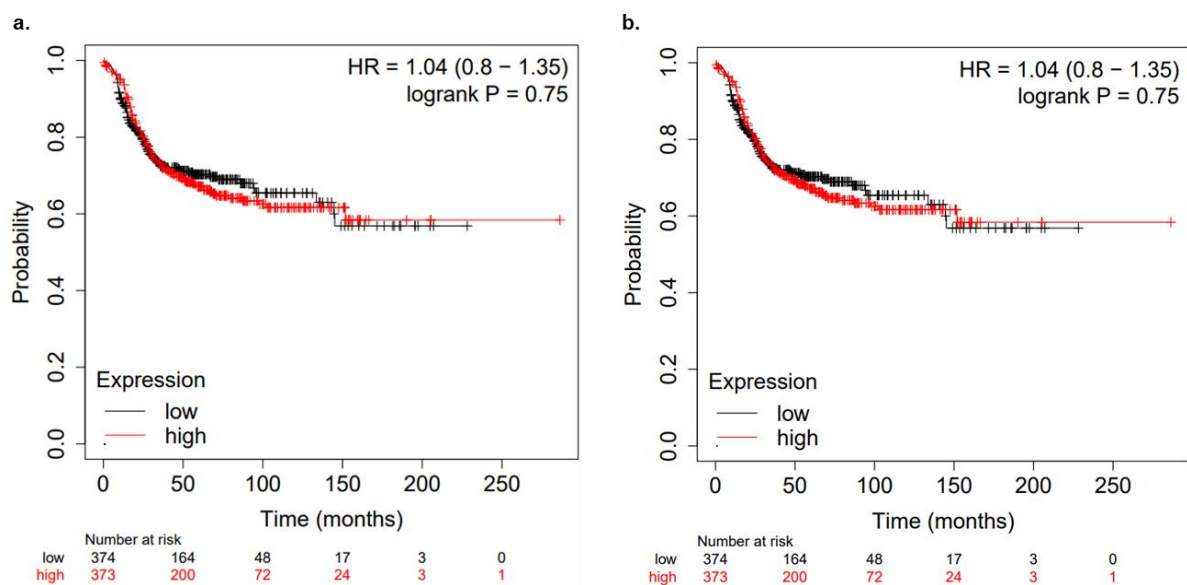 a.
HR = 1.04 (0.8 − 1.35)
logrank P = 0.75
Probability
1.0
0.8
0.6
0.4
0.2
0.0
Expression
low
high
0 50 100 150 200 250
Time (months)
Number at risk
low 374 164 48 17 3 0
high 373 200 72 24 3 1
b.
HR = 1.04 (0.8 − 1.35)
logrank P = 0.75
Probability
1.0
0.8
0.6
0.4
0.2
0.0
Expression
low
high
0 50 100 150 200 250
Time (months)
Number at risk
low 374 164 48 17 3 0
high 373 200 72 24 3 1